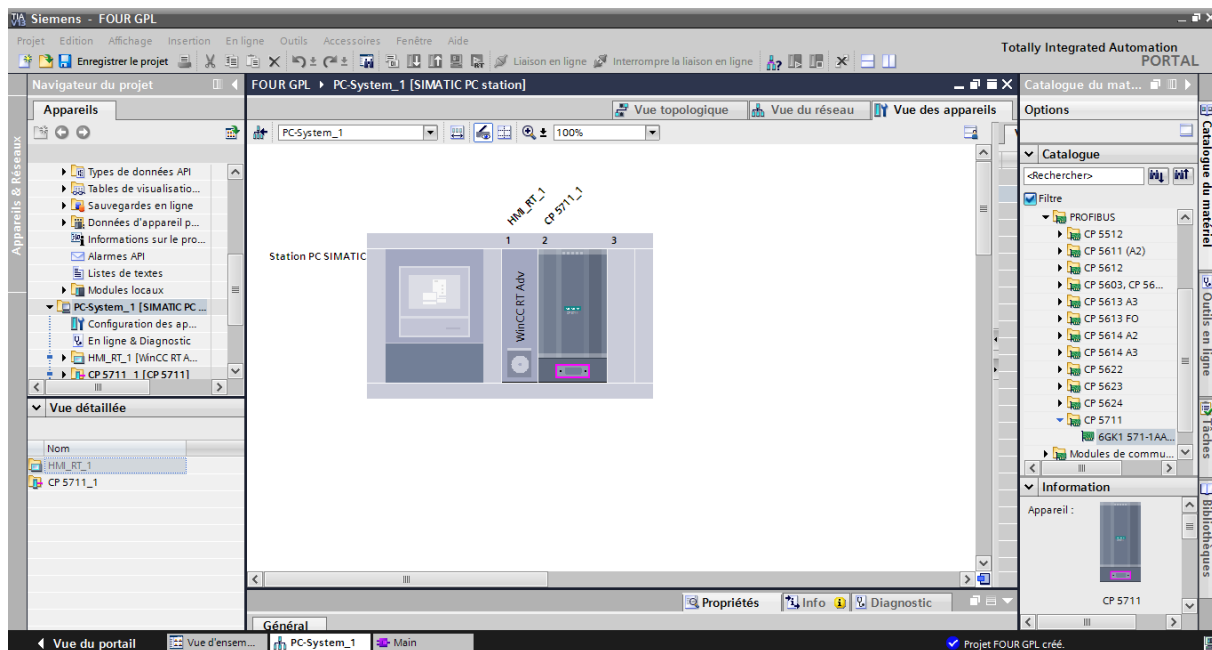 Siemens - FOUR GPL
Projet Edition Affichage Insertion En ligne Outils Accessoires Fenêtre Aide
Totally Integrated Automation
PORTAL
Enregistrer le projet
Liaison en ligne
Interrompre la liaison en ligne
Navigateur du projet
FOUR GPL PC-System_1 [SIMATIC PC station]
Catalogue du mat...
Appareils
Vue topologique
Vue du réseau
Vue des appareils
Options
PC-System_1
100%
Appareils & Réseaux
Types de données API
Tables de visualisatio...
Sauvegardes en ligne
Données d'appareil p...
Informations sur le pro...
Alarmes API
Listes de textes
Modules locaux
PC-System_1 [SIMATIC PC ...
Configuration des ap...
En ligne & Diagnostic
HMI_RT_1 [WinCC RT A...
CP 5711_1 [CP 5711]
Vue détaillée
Nom
HMI_RT_1
CP 5711_1
HMI_RT_1
CP 5711_1
1 2 3
Station PC SIMATIC
WinCC RT Adv
Catalogue
<Rechercher>
Filtre
PROFIBUS
CP 5512
CP 5611 (A2)
CP 5612
CP 5603, CP 56...
CP 5613 A3
CP 5613 FO
CP 5614 A2
CP 5614 A3
CP 5622
CP 5623
CP 5624
CP 5711
6GK1 571-1AA...
Modules de commu...
Information
Appareil :
CP 5711
Catalogue du matériel
Outils en ligne
Tâches
Bibliothèques
Propriétés
Info
Diagnostic
Général
Vue du portail
Vue d'ensem...
PC-System_1
Main
Projet FOUR GPL créé.